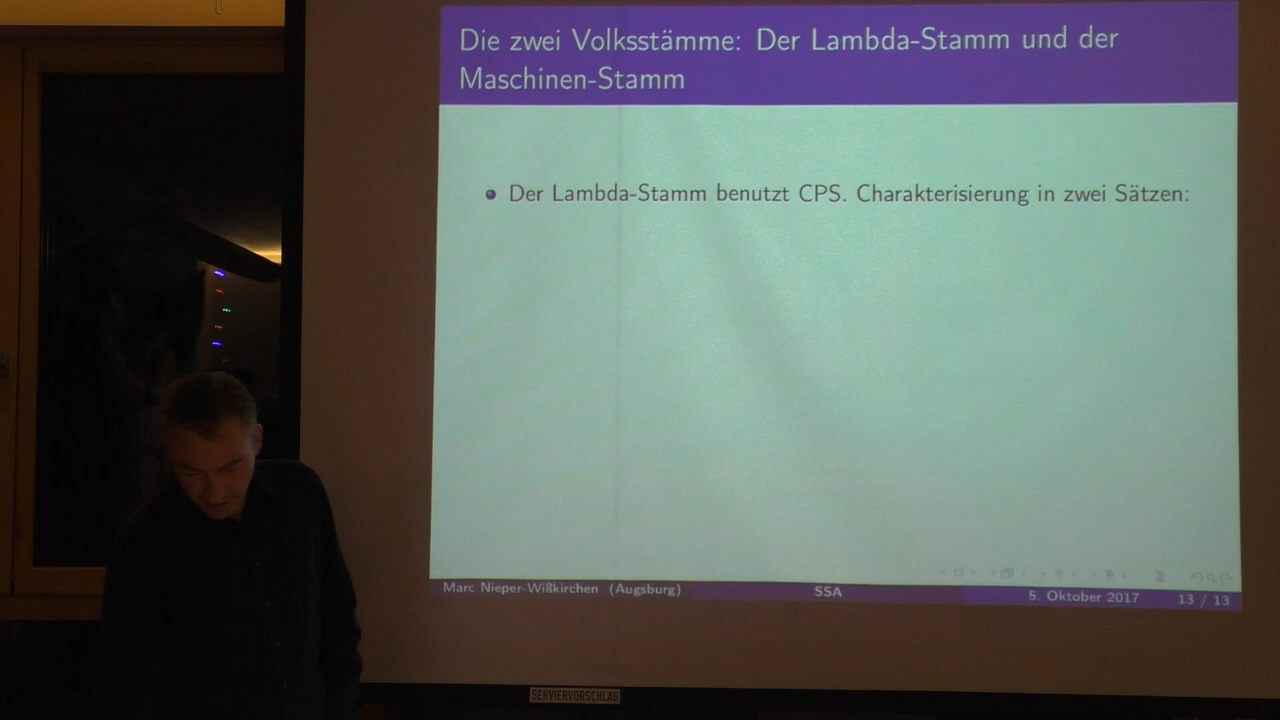 Die zwei Volksstämme: Der Lambda-Stamm und der
Maschinen-Stamm
Der Lambda-Stamm benutzt CPS. Charakterisierung in zwei Sätzen:
Marc Nieper-Wißkirchen (Augsburg) SSA 5. Oktober 2017 13 / 13
SERVIERVORSCHLAG